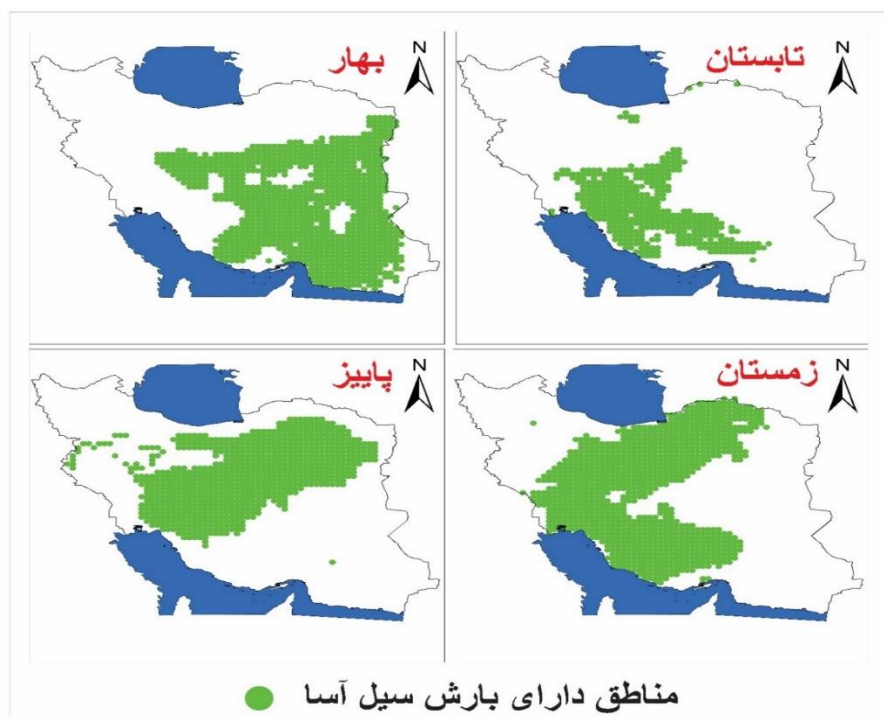 بهار
N
تابستان
N
پاییز
N
زمستان
N
مناطق دارای بارش سیل آسا